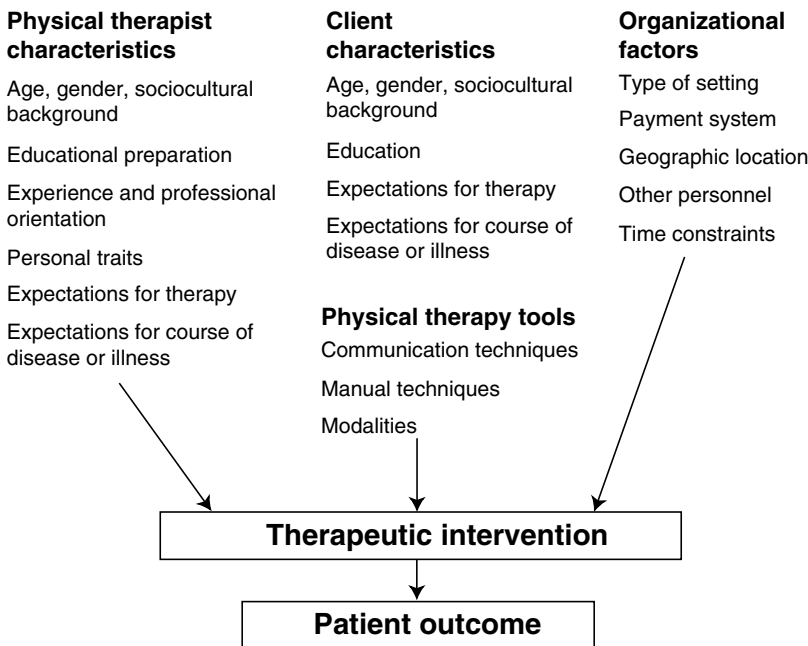 Physical therapist
characteristics
Age, gender, sociocultural
background
Educational preparation
Experience and professional
orientation
Personal traits
Expectations for therapy
Expectations for course of
disease or illness
Client
characteristics
Age, gender, sociocultural
background
Education
Expectations for therapy
Expectations for course of
disease or illness
Physical therapy tools
Communication techniques
Manual techniques
Modalities
Organizational
factors
Type of setting
Payment system
Geographic location
Other personnel
Time constraints
Therapeutic intervention
Patient outcome